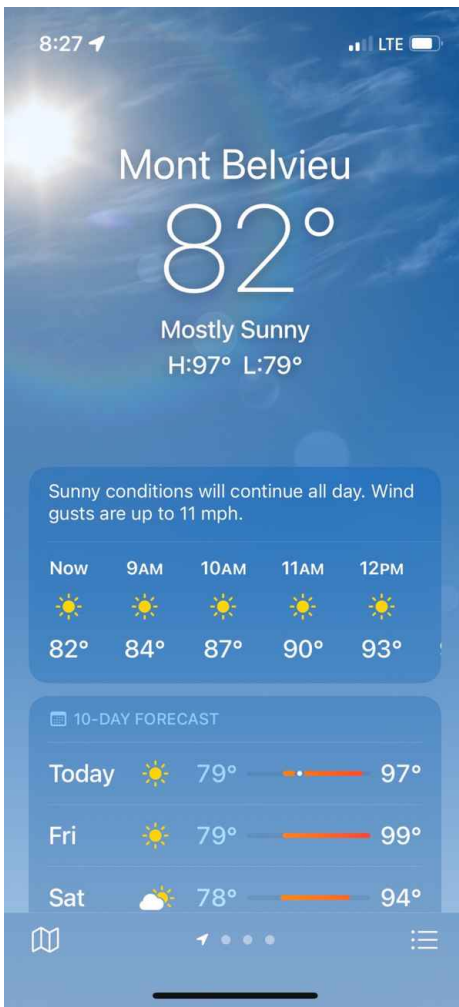 8:27 LTE
Mont Belvieu
82°
Mostly Sunny
H:97° L:79°
Sunny conditions will continue all day. Wind
gusts are up to 11 mph.
Now 9AM 10AM 11AM 12PM
82° 84° 87° 90° 93°
10-DAY FORECAST
Today 79° 97°
Fri 79° 99°
Sat 78° 94°